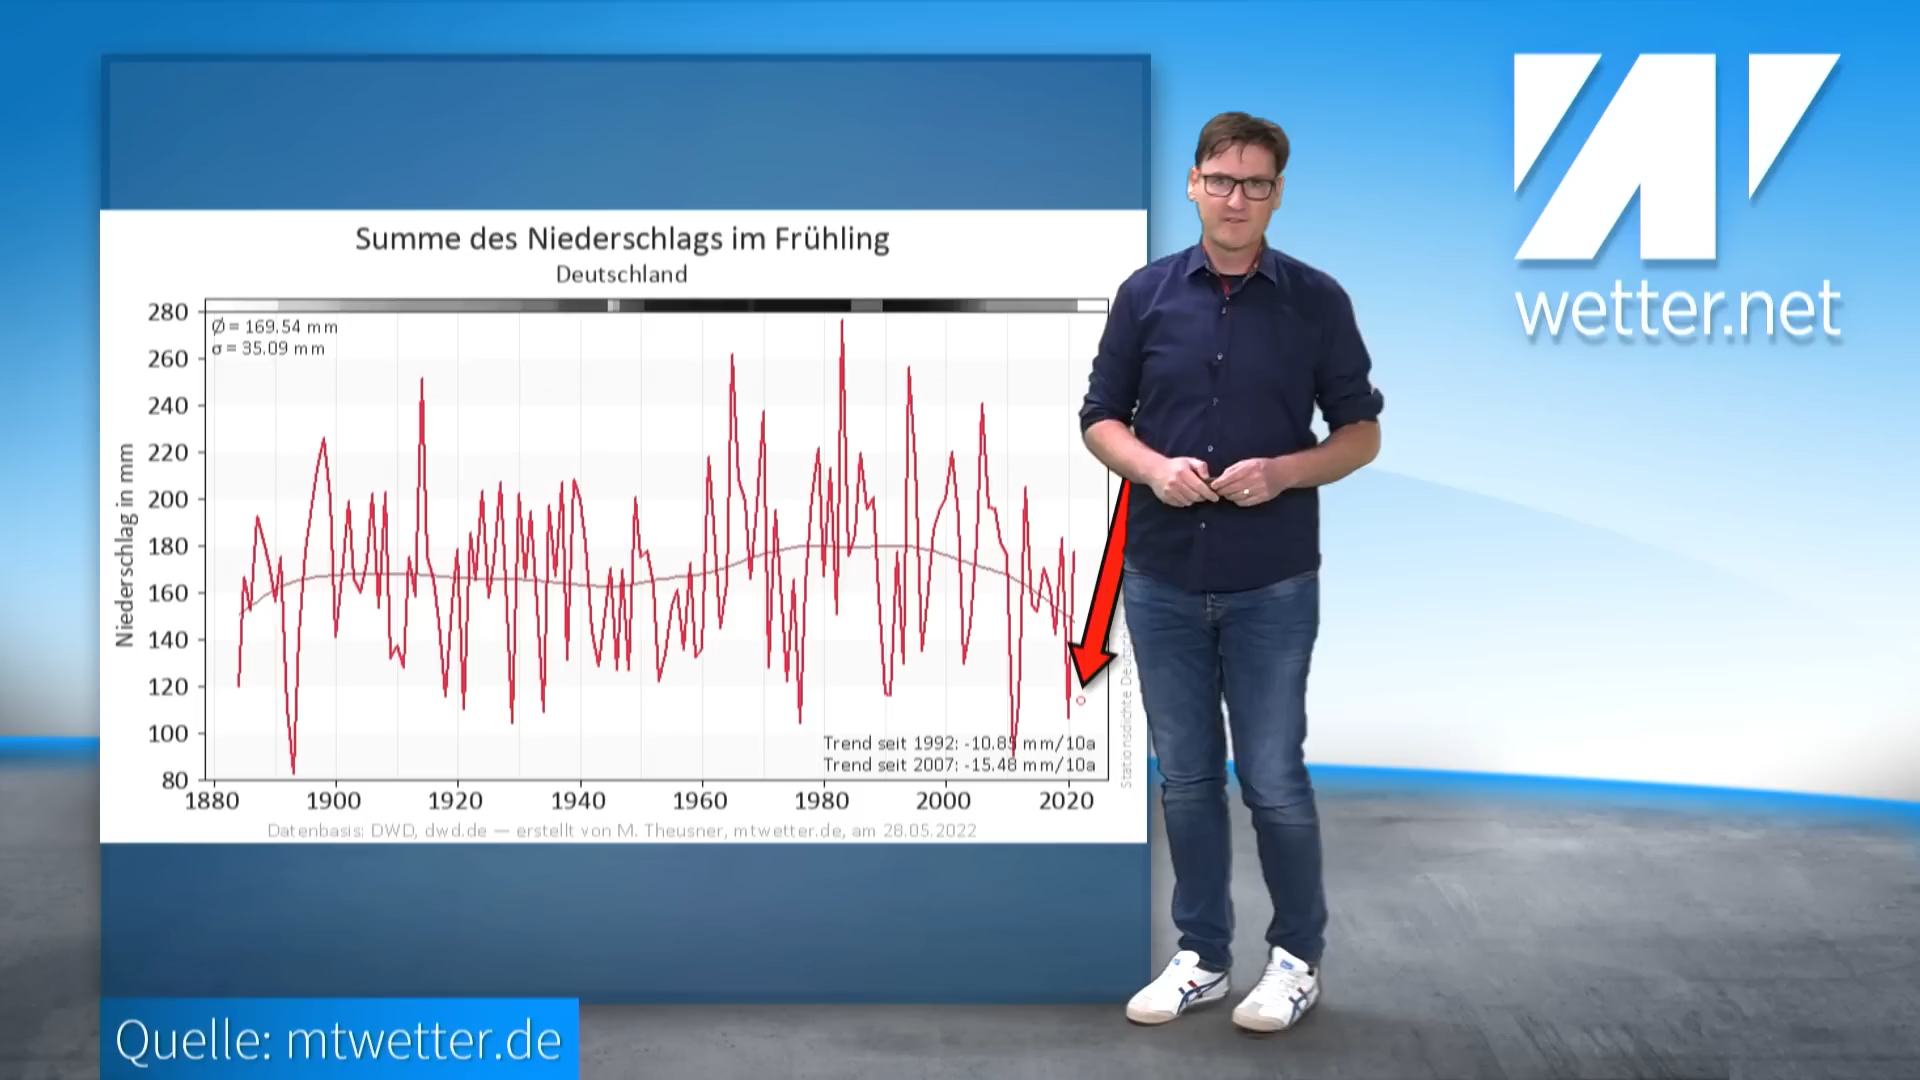 Summe des Niederschlags im Frühling
Deutschland
280
260
240
220
200
180
160
140
120
100
80
Ø = 169.54 mm
σ = 35.09 mm
Niederschlag in mm
Trend seit 1992: -10.85 mm/10a
Trend seit 2007: -15.48 mm/10a
1880 1900 1920 1940 1960 1980 2000 2020
Datenbasis: DWD, dwd.de — erstellt von M. Theusner, mtwetter.de, am 28.05.2022
Stationsdichte
wetter.net
Quelle: mtwetter.de